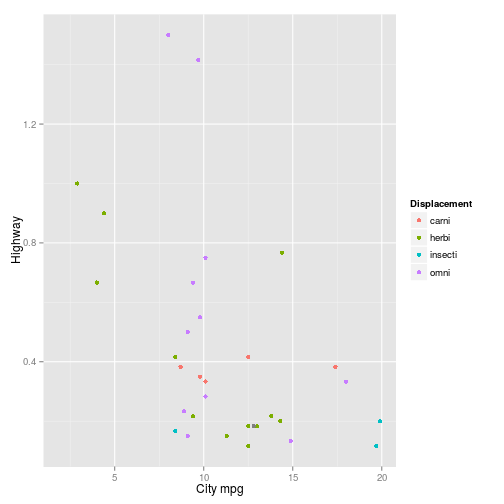 1.2
0.8
0.4
5
10
15
20
City mpg
Highway
Displacement
carni
herbi
insecti
omni